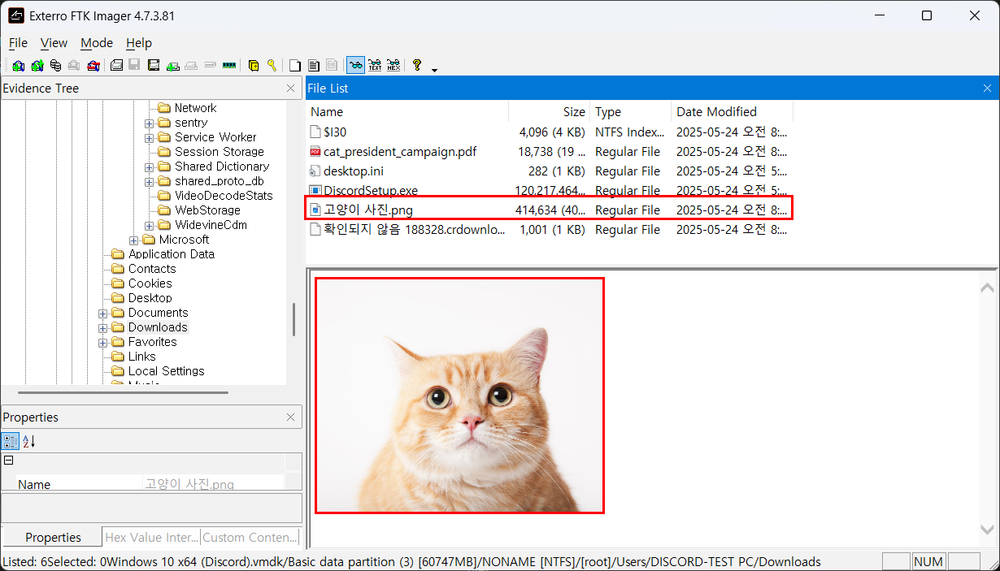 Exterro FTK Imager 4.7.3.81
File View Mode Help
TEXT HEX
Evidence Tree
Network
sentry
Service Worker
Session Storage
Shared Dictionary
shared_proto_db
VideoDecodeStats
WebStorage
WidevineCdm
Microsoft
Application Data
Contacts
Cookies
Desktop
Documents
Downloads
Favorites
Links
Local Settings
File List
Name Size Type Date Modified
$I30 4,096 (4 KB) NTFS Index... 2025-05-24 오전 8:...
cat_president_campaign.pdf 18,738 (19 ... Regular File 2025-05-24 오전 8:...
desktop.ini 282 (1 KB) Regular File 2025-05-24 오전 5:...
DiscordSetup.exe 120,217,464... Regular File 2025-05-24 오전 5:...
고양이 사진.png 414,634 (40... Regular File 2025-05-24 오전 8:...
확인되지 않음 188328.crdownlo... 1,001 (1 KB) Regular File 2025-05-24 오전 8:...
Properties
Name 고양이 사진.png
Properties Hex Value Inter... Custom Conten...
Listed: 6Selected: 0Windows 10 x64 (Discord).vmdk/Basic data partition (3) [60747MB]/NONAME [NTFS]/[root]/Users/DISCORD-TEST PC/Downloads NUM